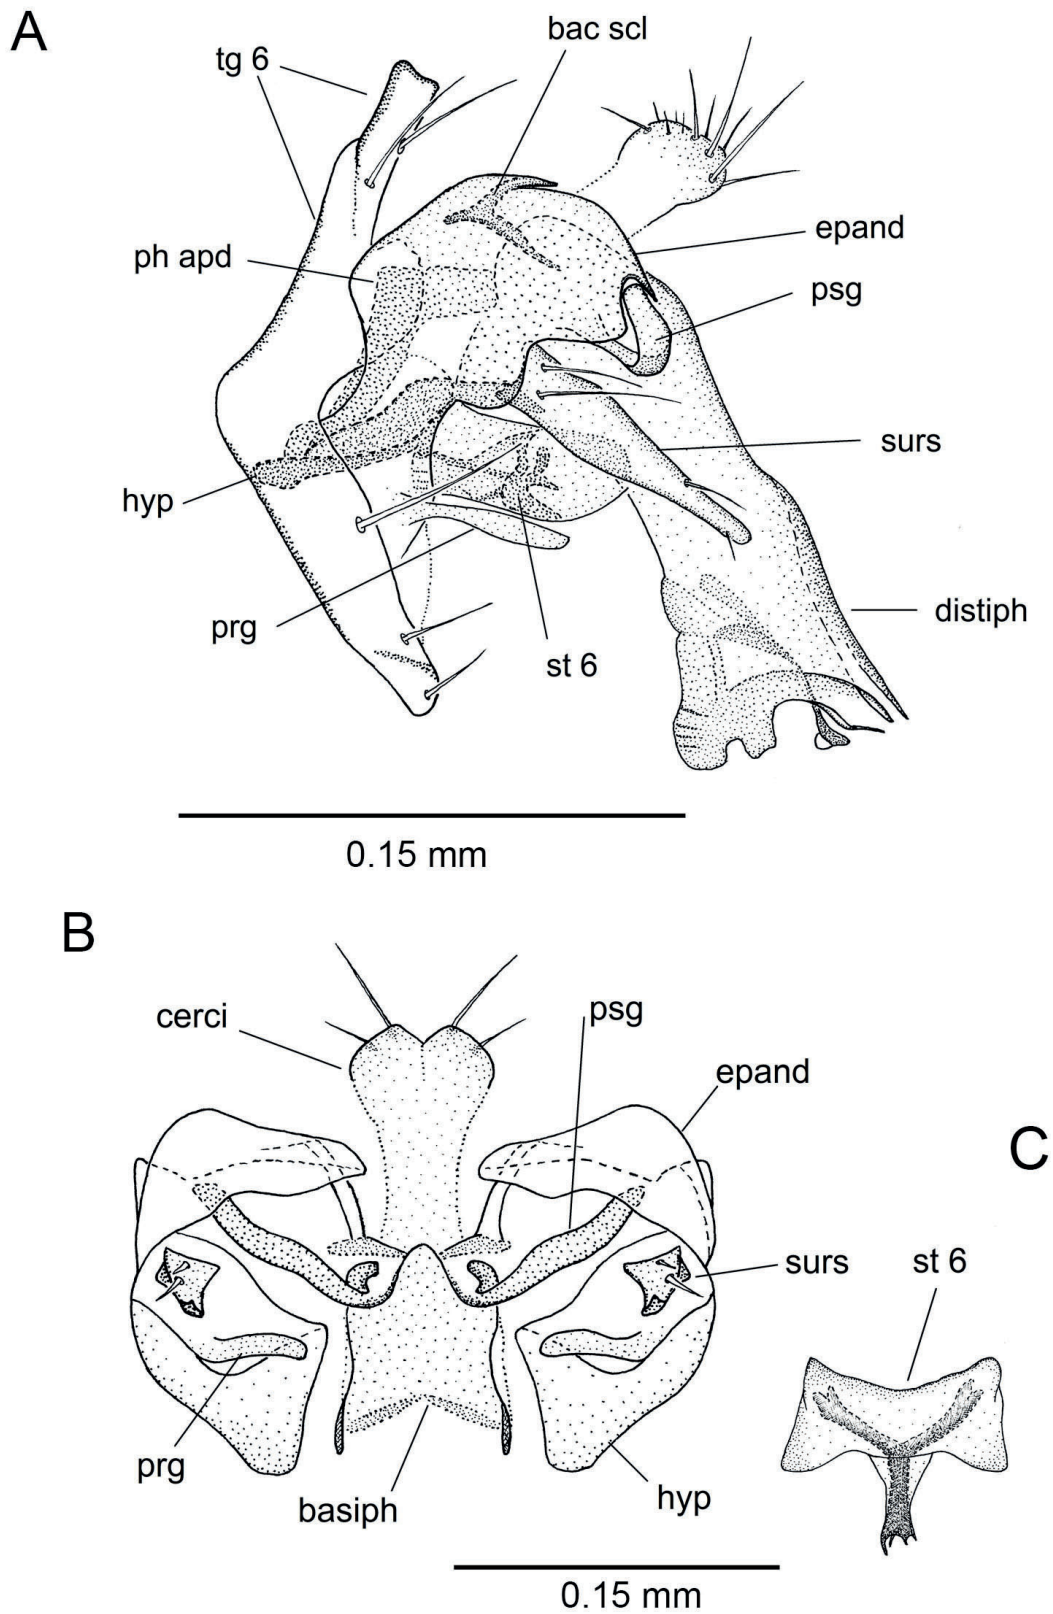 A
bac scl
tg 6
epand
ph apd
psg
surs
hyp
distiph
prg
st 6
0.15 mm
B
psg
cerci
epand
C
surs
st 6
prg
hyp
basiph
0.15 mm